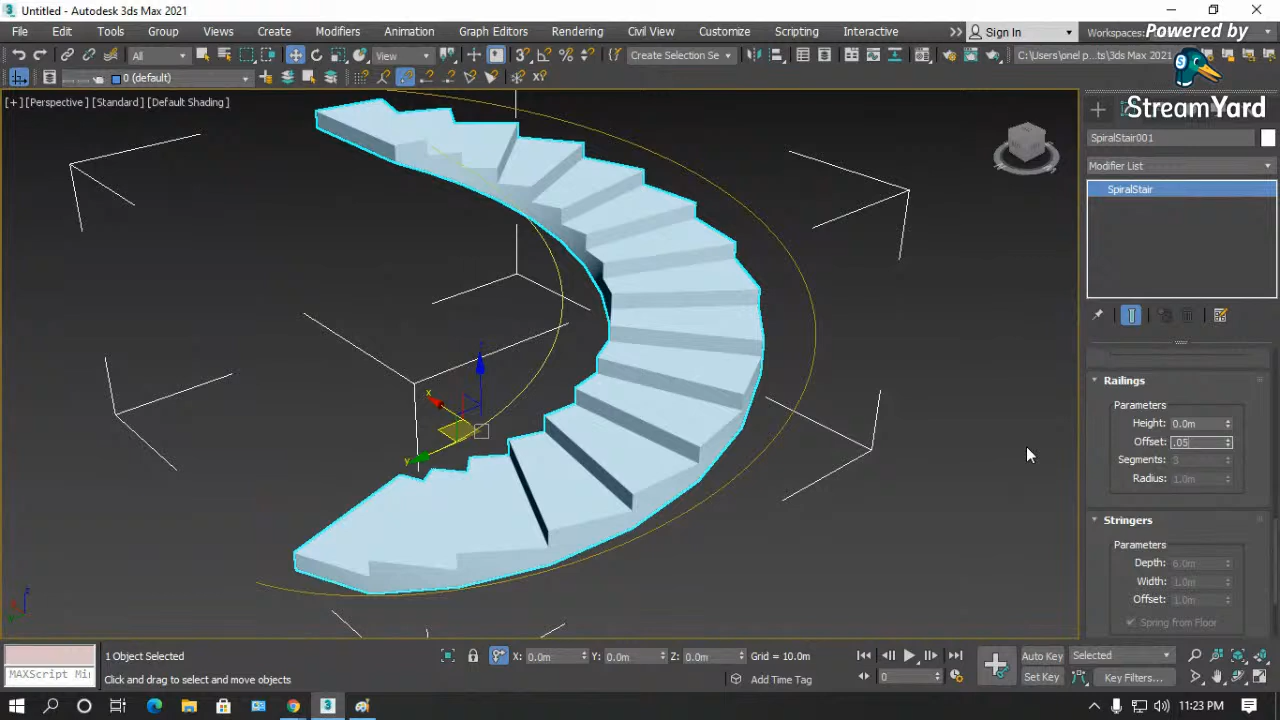 Untitled - Autodesk 3ds Max 2021
Powered by
StreamYard
File Edit Tools Group Views Create Modifiers Animation Graph Editors Rendering Civil View Customize Scripting Interactive Sign In Workspaces:
All View Create Selection Se C:\Users\onel p...ts\3ds Max 2021
0 (default)
[+] [Perspective] [Standard] [Default Shading]
SpiralStair001
Modifier List
SpiralStair
x
y
Railings
Parameters
Height: 0.0m
Offset: .05
Segments: 3
Radius: 1.0m
Stringers
Parameters
Depth: 6.0m
Width: 1.0m
Offset: 1.0m
Spring from Floor
z
1 Object Selected X: 0.0m Y: 0.0m Z: 0.0m Grid = 10.0m Auto Key Selected
MAXScript Mi Click and drag to select and move objects Add Time Tag 0 Set Key Key Filters...
11:23 PM